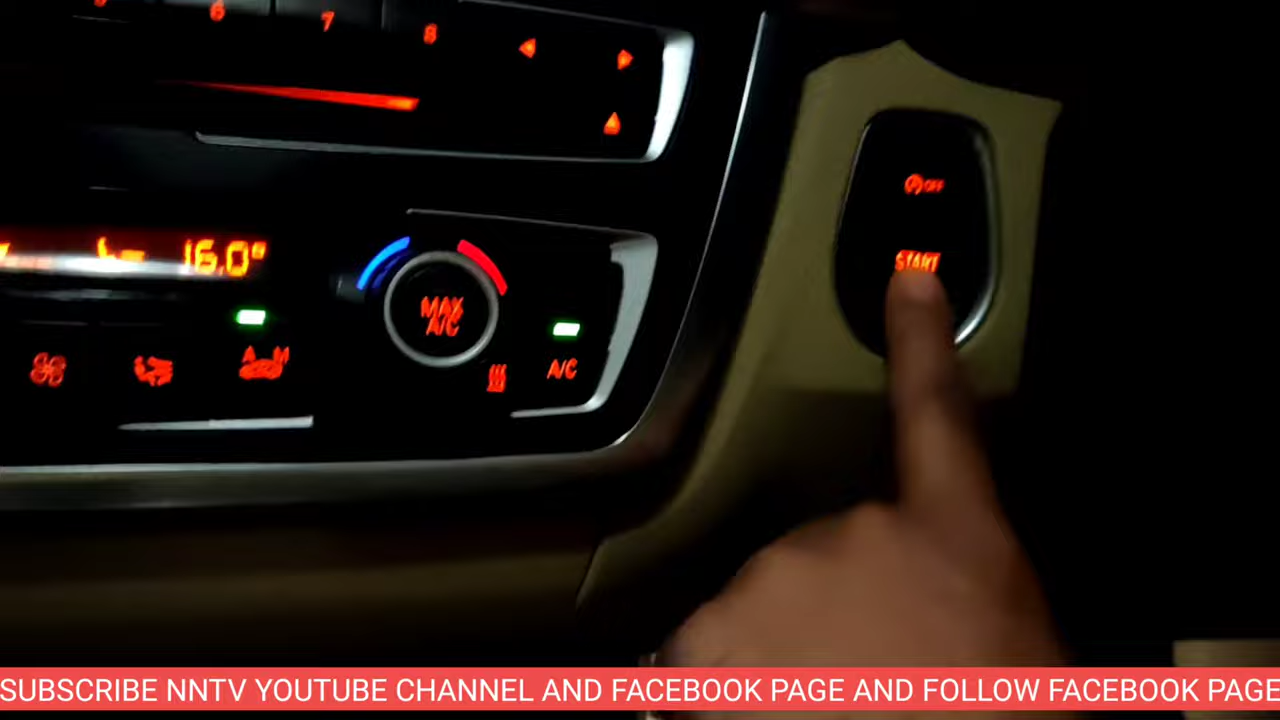 6 7 8
OFF
START
16.0°
MAX
A/C
A M
A/C
SUBSCRIBE NNTV YOUTUBE CHANNEL AND FACEBOOK PAGE AND FOLLOW FACEBOOK PAGE